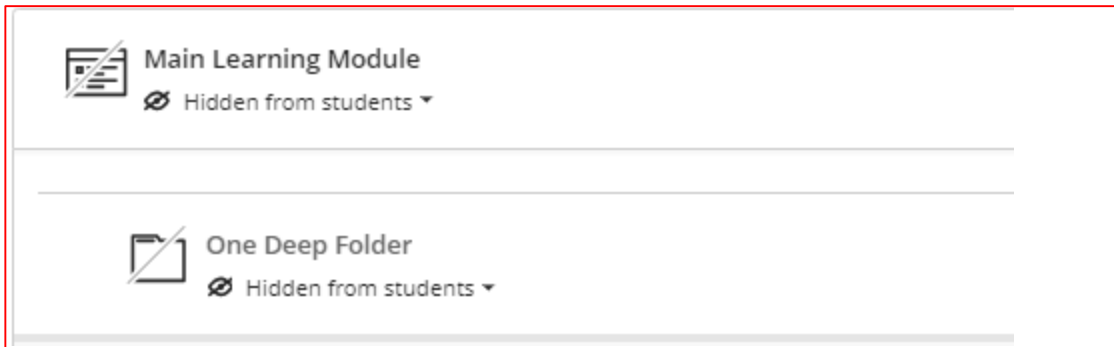 Main Learning Module
Hidden from students
One Deep Folder
Hidden from students